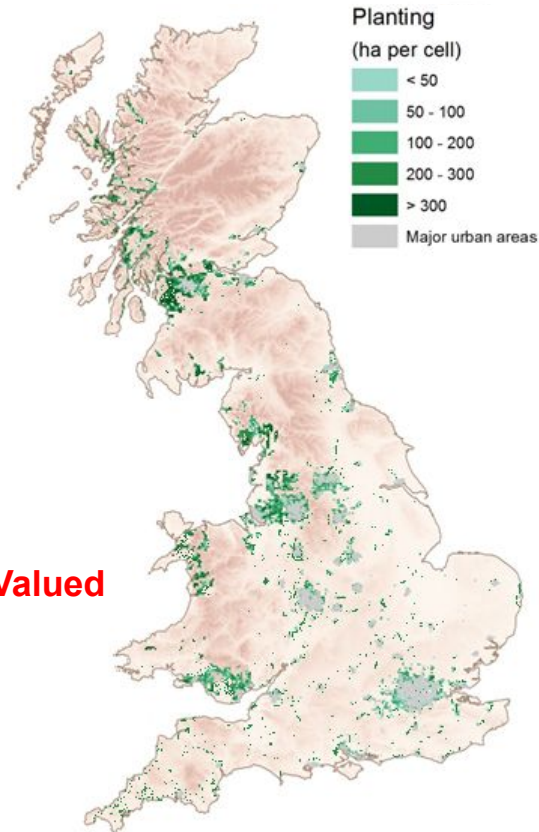 Planting
(ha per cell)
< 50
50 - 100
100 - 200
200 - 300
> 300
Major urban areas
Valued